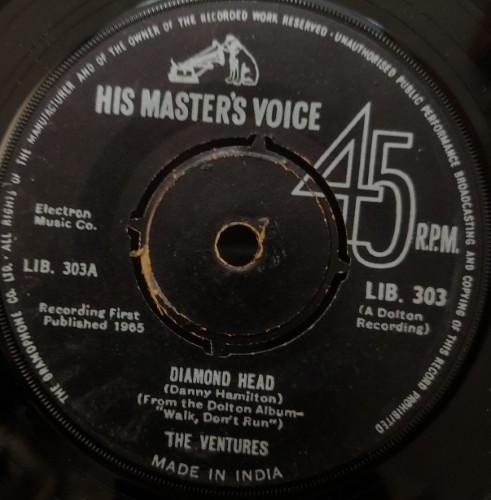 THE GRAMOPHONE CO. LTD. · ALL RIGHTS OF THE MANUFACTURER AND OF THE OWNER OF THE RECORDED WORK RESERVED · UNAUTHORISED PUBLIC PERFORMANCE BROADCASTING AND COPYING OF THIS RECORD PROHIBITED
HIS MASTER'S VOICE
45 R.P.M.
Electron
Music Co.
LIB. 303A
LIB. 303
(A Dolton
Recording)
Recording First
Published 1965
DIAMOND HEAD
(Danny Hamilton)
(From the Dolton Album—
"Walk, Don't Run")
THE VENTURES
MADE IN INDIA